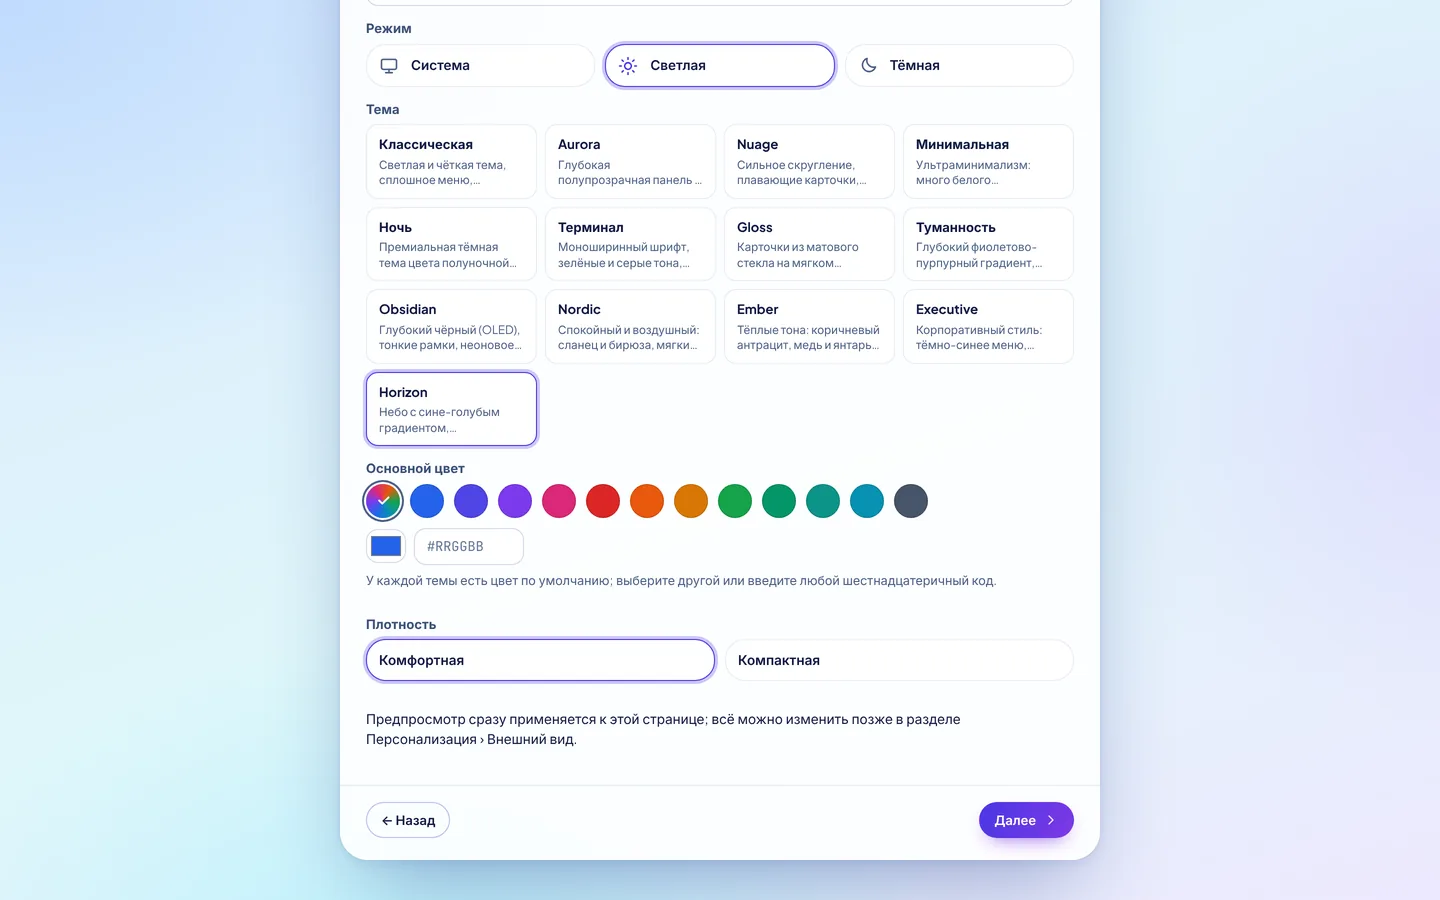 Режим
Система
Светлая
Тёмная
Тема
Классическая
Светлая и чёткая тема,
сплошное меню,...
Aurora
Глубокая
полупрозрачная панель ...
Nuage
Сильное скругление,
плавающие карточки,...
Минимальная
Ультраминимализм:
много белого...
Ночь
Премиальная тёмная
тема цвета полуночной...
Терминал
Моноширинный шрифт,
зелёные и серые тона,...
Gloss
Карточки из матового
стекла на мягком...
Туманность
Глубокий фиолетово-
пурпурный градиент,...
Obsidian
Глубокий чёрный (OLED),
тонкие рамки, неоновое...
Nordic
Спокойный и воздушный:
сланец и бирюза, мягки...
Ember
Тёплые тона: коричневый
антрацит, медь и янтарь...
Executive
Корпоративный стиль:
тёмно-синее меню,...
Horizon
Небо с сине-голубым
градиентом,...
Основной цвет
#RRGGBB
У каждой темы есть цвет по умолчанию; выберите другой или введите любой шестнадцатеричный код.
Плотность
Комфортная
Компактная
Предпросмотр сразу применяется к этой странице; всё можно изменить позже в разделе
Персонализация › Внешний вид.
← Назад
Далее